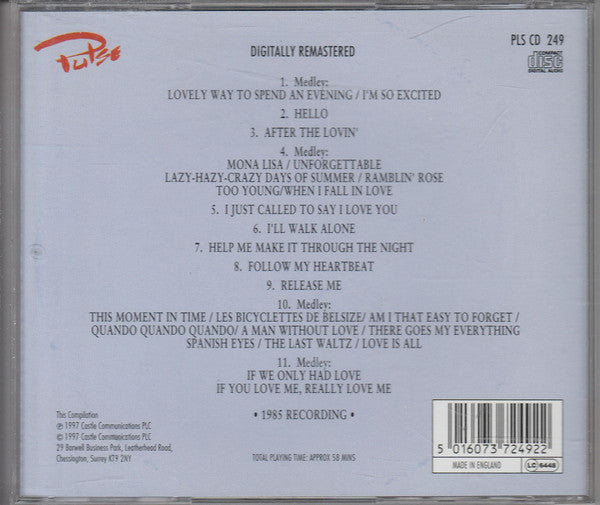 Pulse
DIGITALLY REMASTERED
PLS CD 249
COMPACT
disc
DIGITAL AUDIO
1. Medley:
LOVELY WAY TO SPEND AN EVENING / I'M SO EXCITED
2. HELLO
3. AFTER THE LOVIN'
4. Medley:
MONA LISA / UNFORGETTABLE
LAZY-HAZY-CRAZY DAYS OF SUMMER / RAMBLIN' ROSE
TOO YOUNG/WHEN I FALL IN LOVE
5. I JUST CALLED TO SAY I LOVE YOU
6. I'LL WALK ALONE
7. HELP ME MAKE IT THROUGH THE NIGHT
8. FOLLOW MY HEARTBEAT
9. RELEASE ME
10. Medley:
THIS MOMENT IN TIME / LES BICYCLETTES DE BELSIZE/ AM I THAT EASY TO FORGET /
QUANDO QUANDO QUANDO/ A MAN WITHOUT LOVE / THERE GOES MY EVERYTHING
SPANISH EYES / THE LAST WALTZ / LOVE IS ALL
11. Medley:
IF WE ONLY HAD LOVE
IF YOU LOVE ME, REALLY LOVE ME
• 1985 RECORDING •
This Compilation
℗ 1997 Castle Communications PLC
© 1997 Castle Communications PLC
29 Barwell Business Park, Leatherhead Road,
Chessington, Surrey KT9 2NY
TOTAL PLAYING TIME: APPROX 58 MINS
5 016073 724922
MADE IN ENGLAND
LC 6448